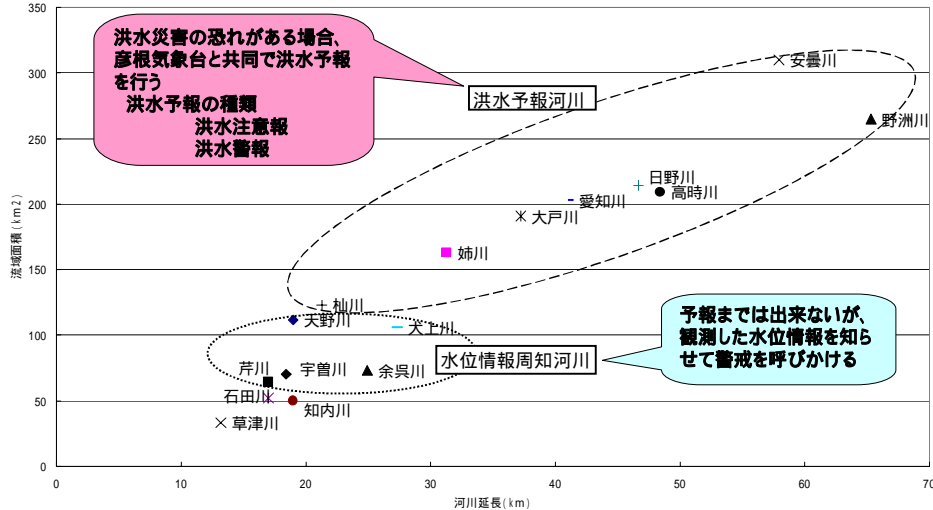 洪水災害の恐れがある場合、
彦根気象台と共同で洪水予報
を行う
洪水予報の種類
洪水注意報
洪水警報
洪水予報河川
安曇川
野洲川
日野川
高時川
愛知川
大戸川
姉川
杣川
天野川
犬上川
水位情報周知河川
予報までは出来ないが、
観測した水位情報を知ら
せて警戒を呼びかける
芹川
宇曽川
余呉川
石田川
知内川
草津川
流域面積(km2)
350
300
250
200
150
100
50
0
0 10 20 30 40 50 60 70
河川延長(km)